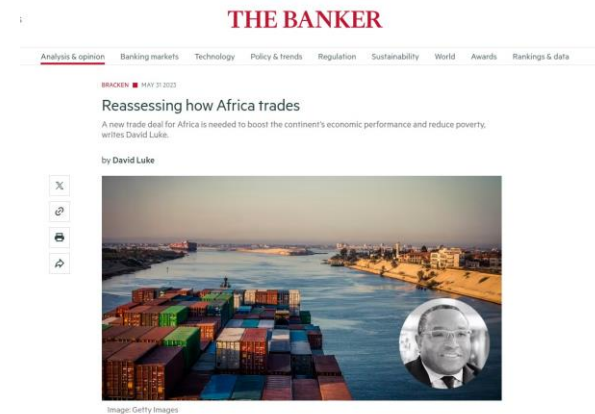 THE BANKER
Analysis & opinion Banking markets Technology Policy & trends Regulation Sustainability World Awards Rankings & data
BRACKEN MAY 31 2023
Reassessing how Africa trades
A new trade deal for Africa is needed to boost the continent's economic performance and reduce poverty,
writes David Luke.
by David Luke
Image: Getty Images